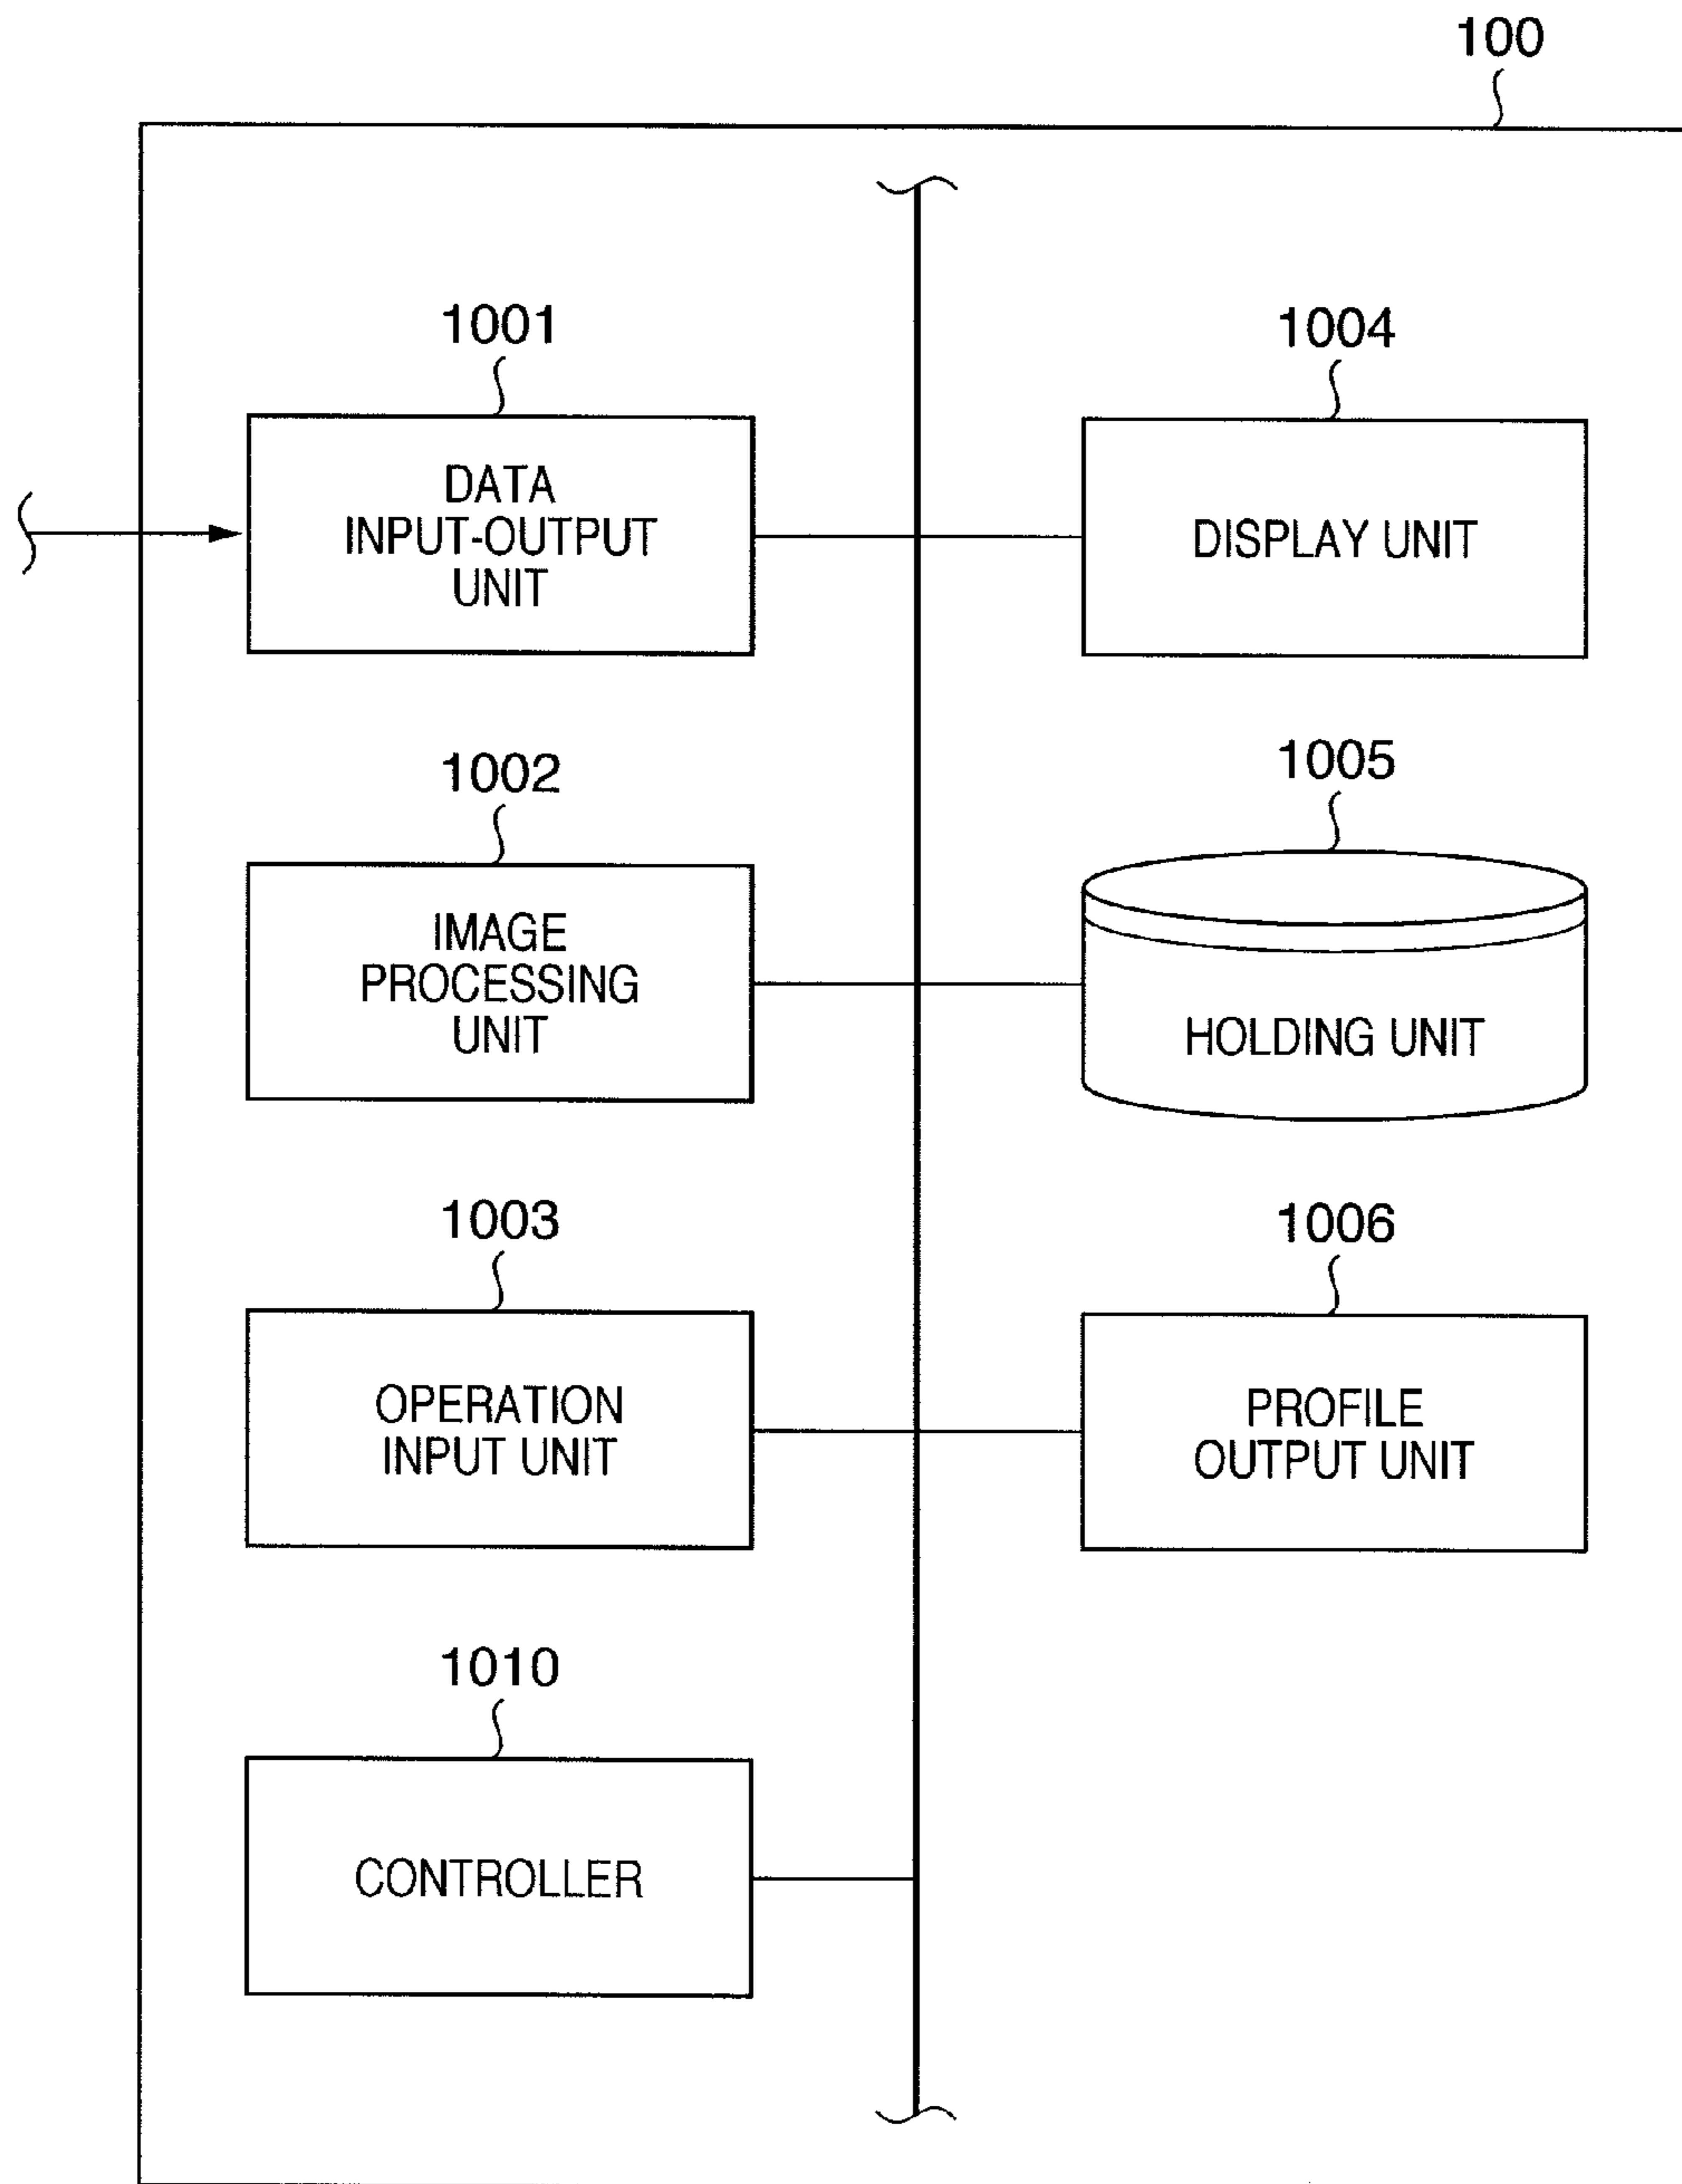 100
1001
DATA
INPUT-OUTPUT
UNIT
1004
DISPLAY UNIT
1002
IMAGE
PROCESSING
UNIT
1005
HOLDING UNIT
1003
OPERATION
INPUT UNIT
1006
PROFILE
OUTPUT UNIT
1010
CONTROLLER